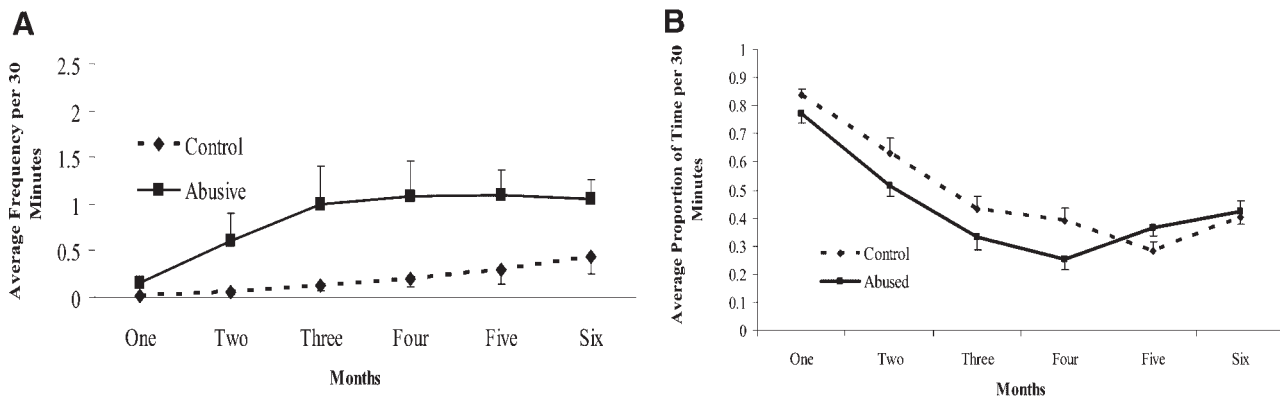 A
Average Frequency per 30
Minutes
2.5
2
1.5
1
0.5
0
Control
Abusive
One Two Three Four Five Six
Months
B
Average Proportion of Time per 30
Minutes
1
0.9
0.8
0.7
0.6
0.5
0.4
0.3
0.2
0.1
0
Control
Abused
One Two Three Four Five Six
Months